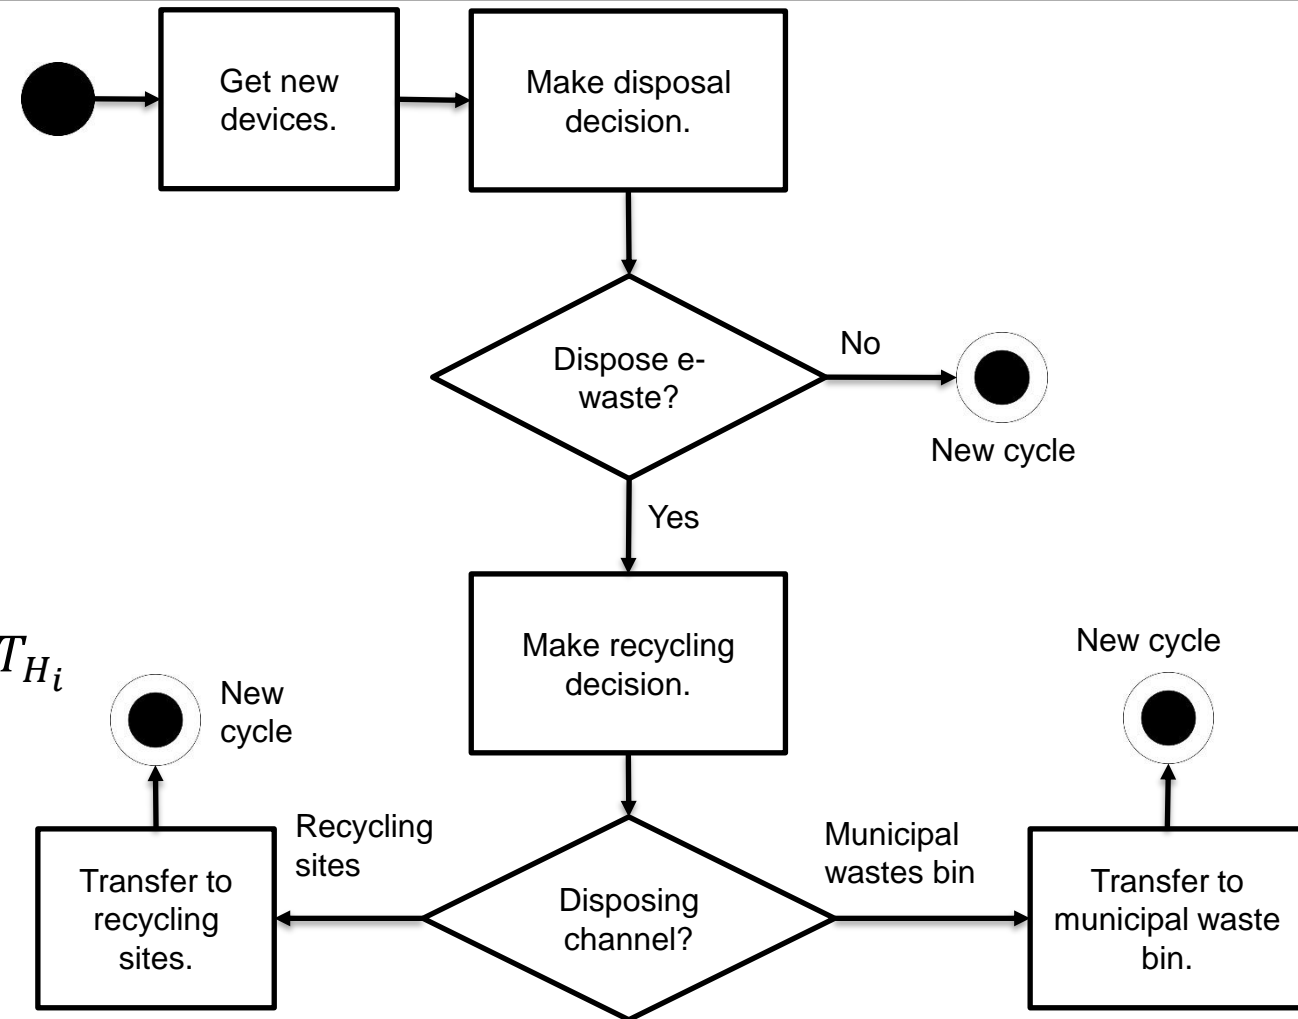 Get new
devices.
Make disposal
decision.
Dispose e-
waste?
No
New cycle
Yes
Make recycling
decision.
T_{H_i}
New
cycle
New cycle
Recycling
sites
Municipal
wastes bin
Transfer to
recycling
sites.
Disposing
channel?
Transfer to
municipal waste
bin.